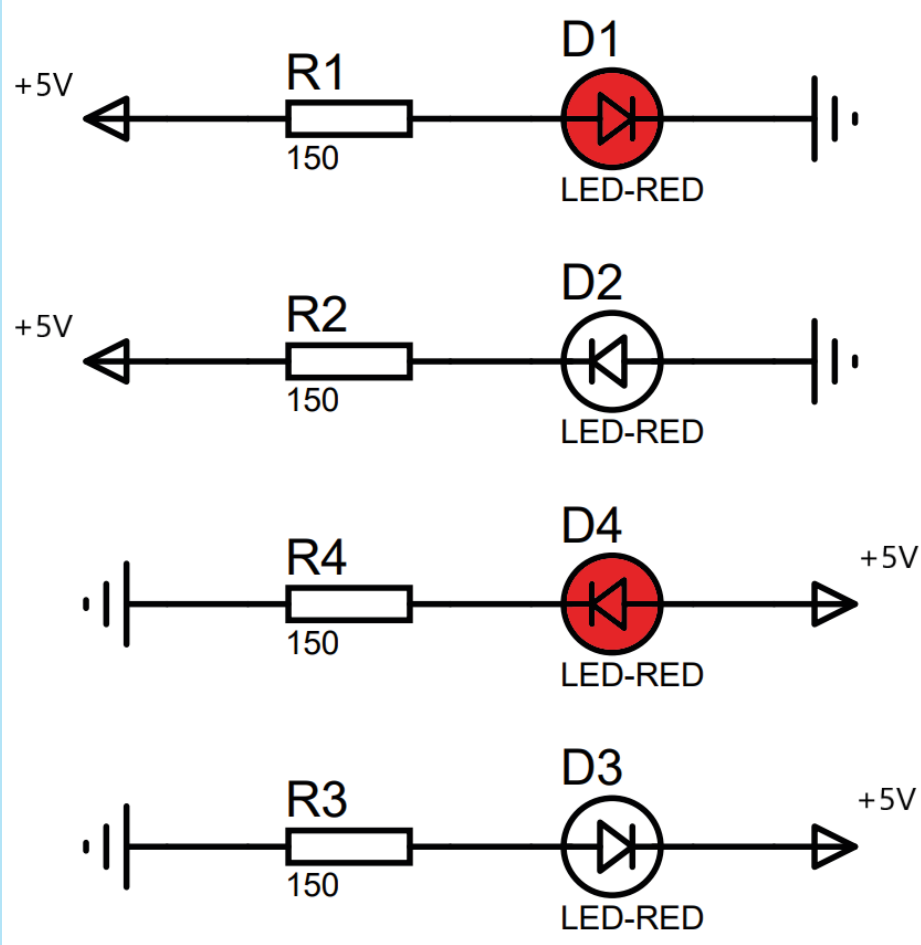 D1
R1
+5V
150
LED-RED
D2
R2
+5V
150
LED-RED
D4
R4
+5V
150
LED-RED
D3
R3
+5V
150
LED-RED